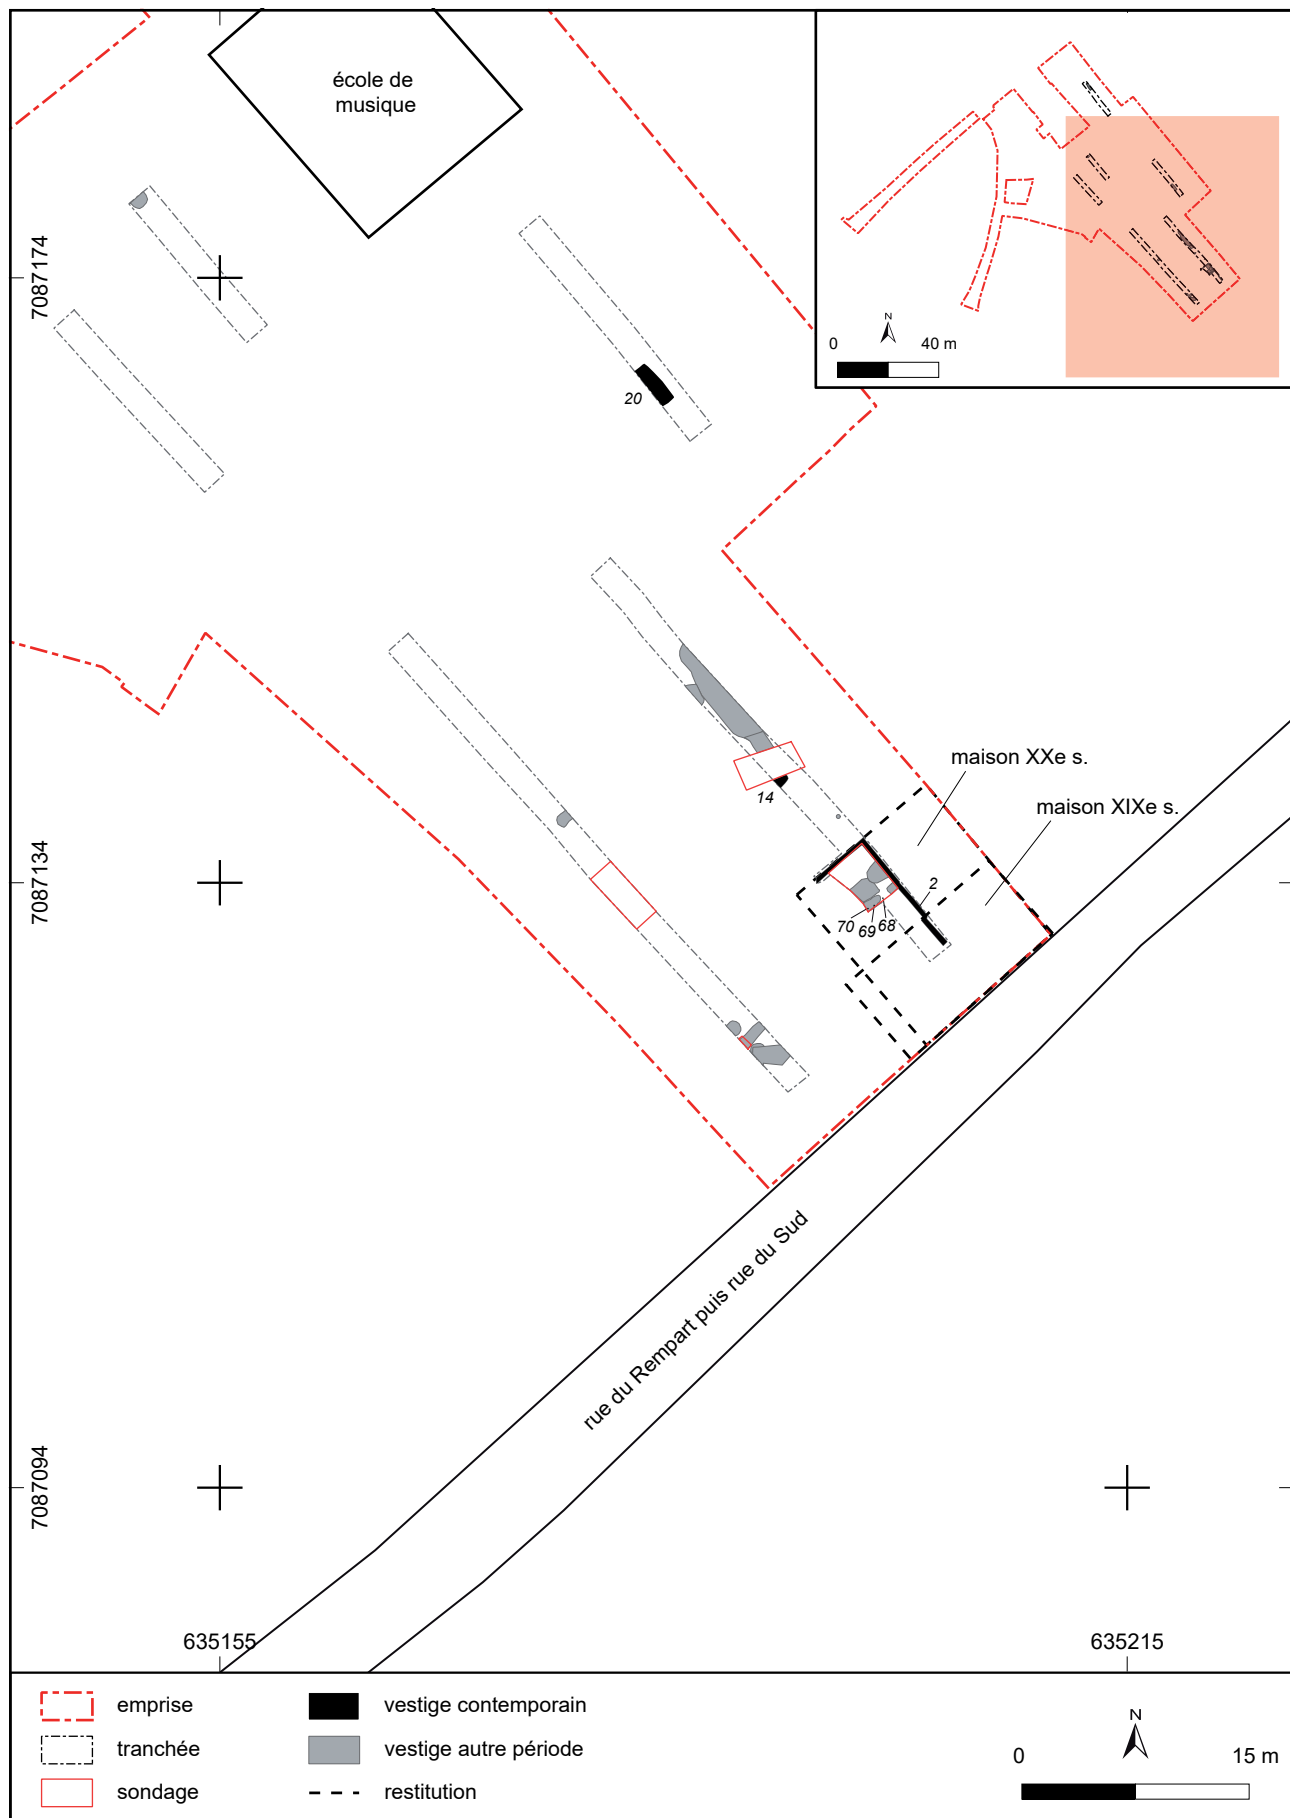 école de
musique
N
0 40 m
7087174
20
14
maison XXe s.
maison XIXe s.
7087134
2
70 69 68
rue du Rempart puis rue du Sud
7087094
635155 635215
emprise
tranchée
sondage
vestige contemporain
vestige autre période
restitution
N
0 15 m